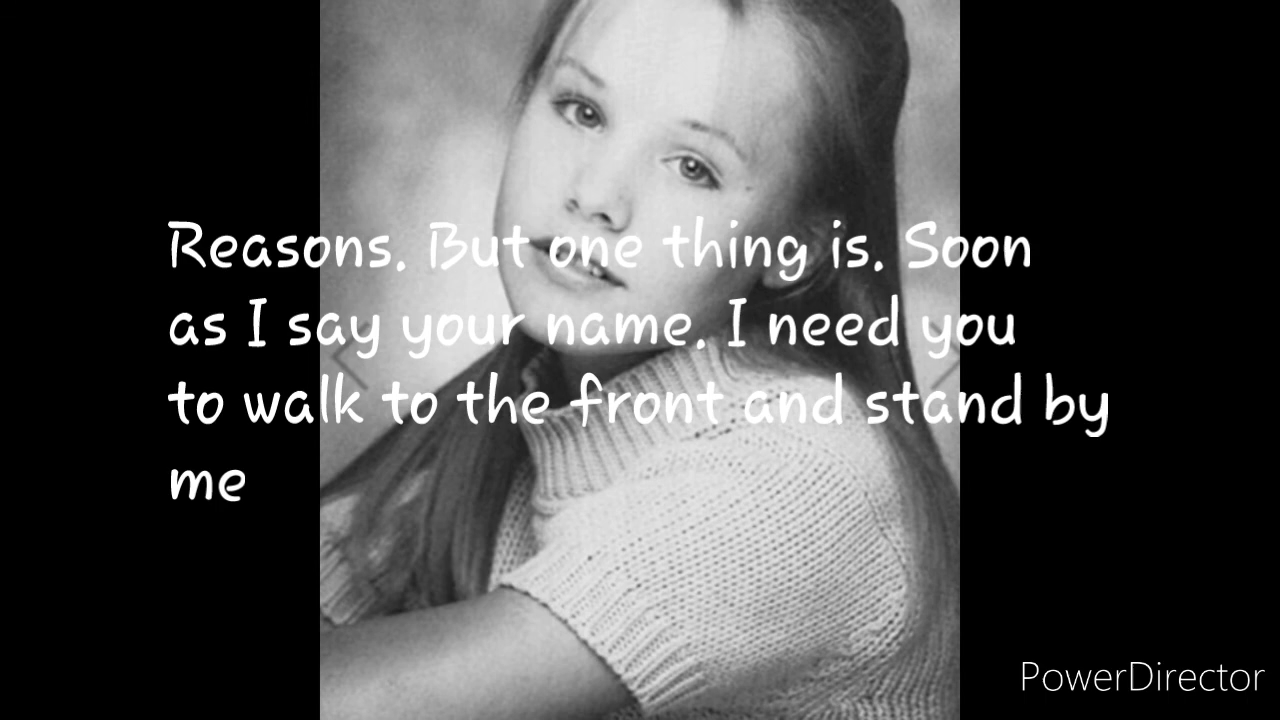 Reasons. But one thing is. Soon
as I say your name. I need you
to walk to the front and stand by
me
PowerDirector